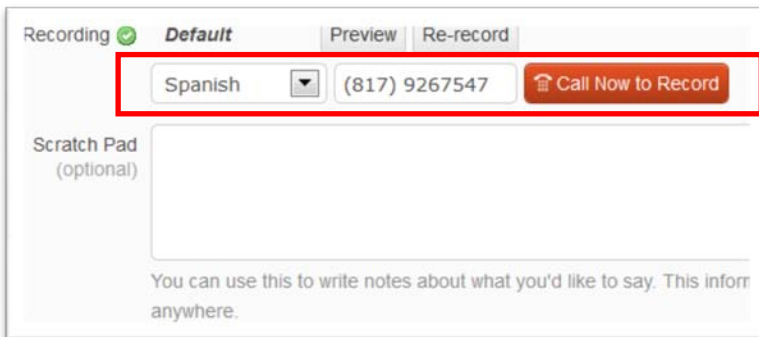 Recording Default Preview Re-record
Spanish (817) 9267547 Call Now to Record
Scratch Pad
(optional)
You can use this to write notes about what you'd like to say. This
anywhere.